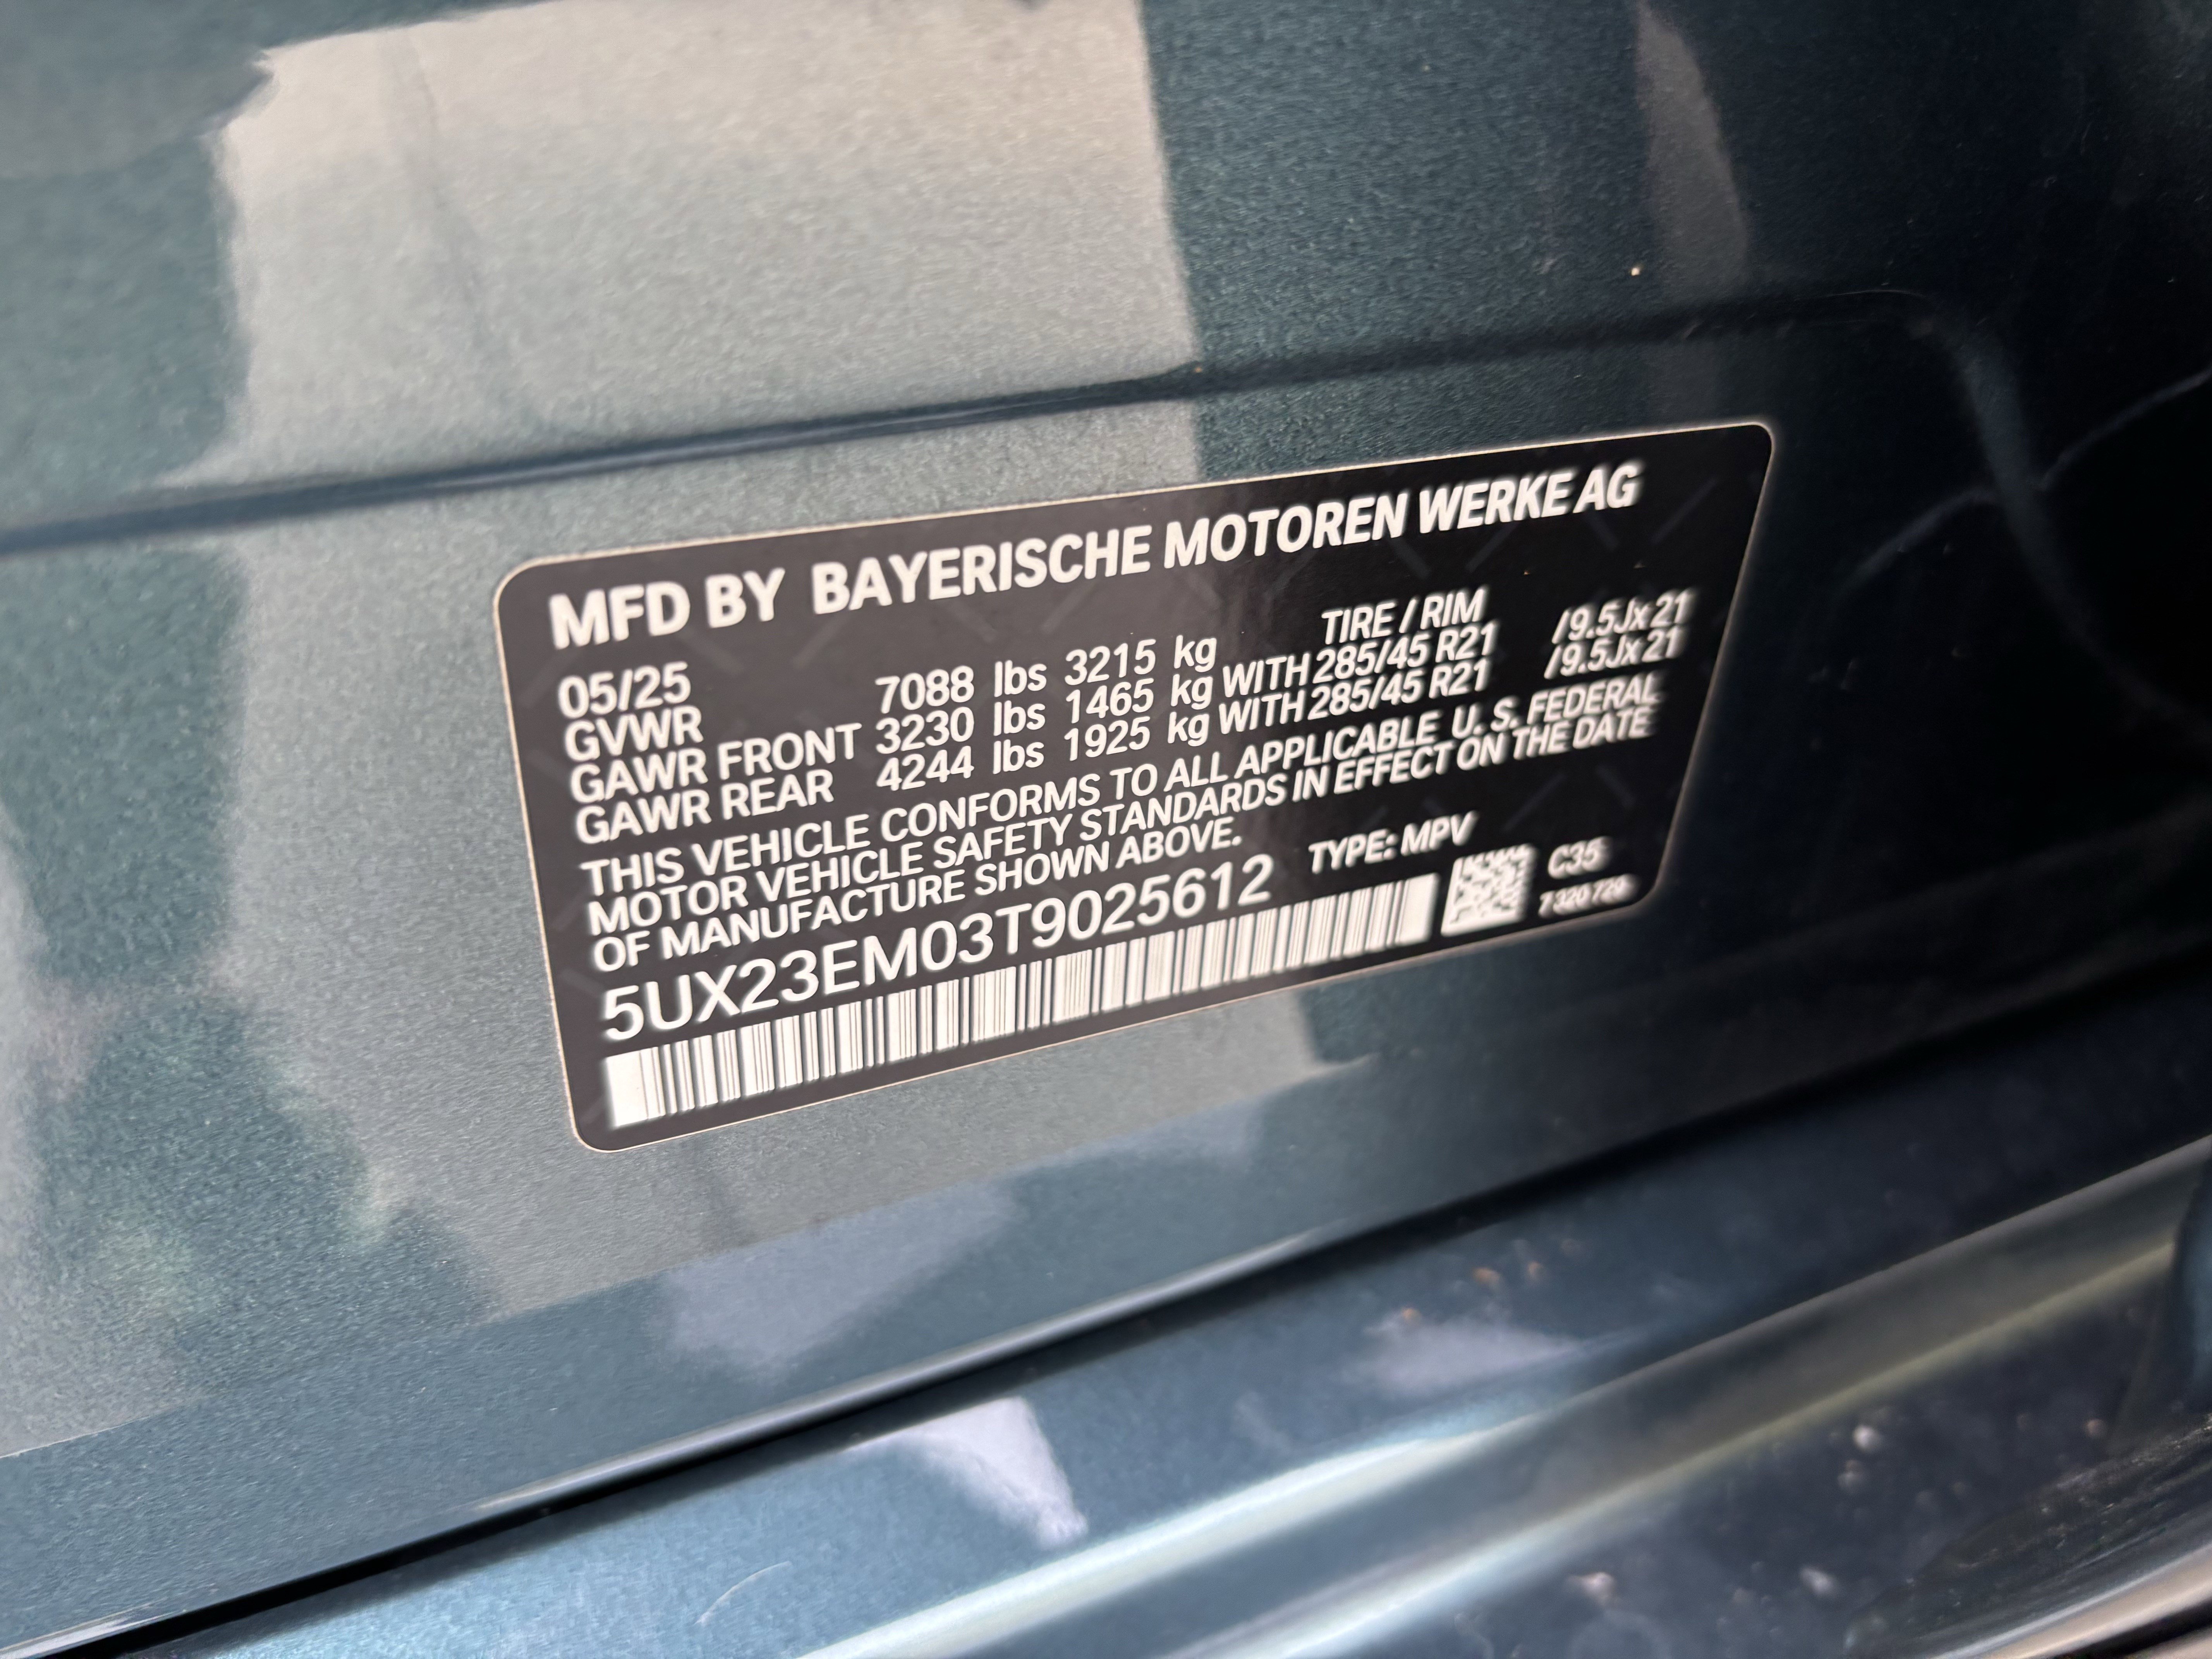 MFD BY BAYERISCHE MOTOREN WERKE AG
05/25 TIRE / RIM
GVWR 7088 lbs 3215 kg
GAWR FRONT 3230 lbs 1465 kg WITH 285/45 R21 /9.5Jx21
GAWR REAR 4244 lbs 1925 kg WITH 285/45 R21 /9.5Jx21
THIS VEHICLE CONFORMS TO ALL APPLICABLE U. S. FEDERAL
MOTOR VEHICLE SAFETY STANDARDS IN EFFECT ON THE DATE
OF MANUFACTURE SHOWN ABOVE.
5UX23EM03T9025612 TYPE: MPV
C35
7320729